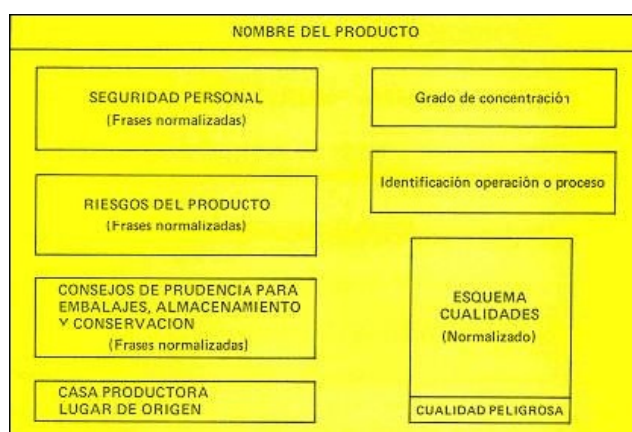 NOMBRE DEL PRODUCTO
SEGURIDAD PERSONAL
(Frases normalizadas)
RIESGOS DEL PRODUCTO
(Frases normalizadas)
CONSEJOS DE PRUDENCIA PARA
EMBALAJES, ALMACENAMIENTO
Y CONSERVACION
(Frases normalizadas)
CASA PRODUCTORA
LUGAR DE ORIGEN
Grado de concentración
Identificación operación o proceso
ESQUEMA
CUALIDADES
(Normalizado)
CUALIDAD PELIGROSA